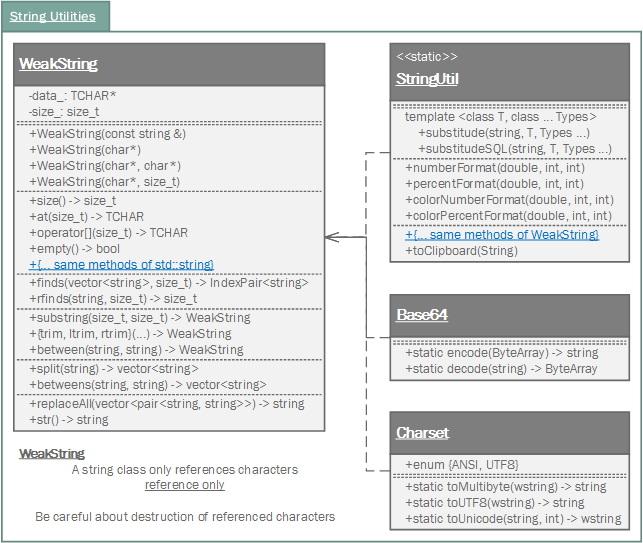 String Utilities
WeakString
-data_: TCHAR*
-size_: size_t
+WeakString(const string &)
+WeakString(char*)
+WeakString(char*, char*)
+WeakString(char*, size_t)
+size() -> size_t
+at(size_t) -> TCHAR
+operator[](size_t) -> TCHAR
+empty() -> bool
+{... same methods of std::string}
+finds(vector<string>, size_t) -> IndexPair<string>
+rfinds(string, size_t) -> size_t
+substring(size_t, size_t) -> WeakString
+{trim, ltrim, rtrim}(...) -> WeakString
+between(string, string) -> WeakString
+split(string) -> vector<string>
+betweens(string, string) -> vector<string>
+replaceAll(vector<pair<string, string>>) -> string
+str() -> string
WeakString
A string class only references characters
reference only
Be careful about destruction of referenced characters
<<static>>
StringUtil
template <class T, class ... Types>
+substitude(string, T, Types ...)
+substitudeSQL(string, T, Types ...)
+numberFormat(double, int, int)
+percentFormat(double, int, int)
+colorNumberFormat(double, int, int)
+colorPercentFormat(double, int, int)
+{... same methods of WeakString}
+toClipboard(String)
Base64
+static encode(ByteArray) -> string
+static decode(string) -> ByteArray
Charset
+enum {ANSI, UTF8}
+static toMultibyte(wstring) -> string
+static toUTF8(wstring) -> string
+static toUnicode(string, int) -> wstring